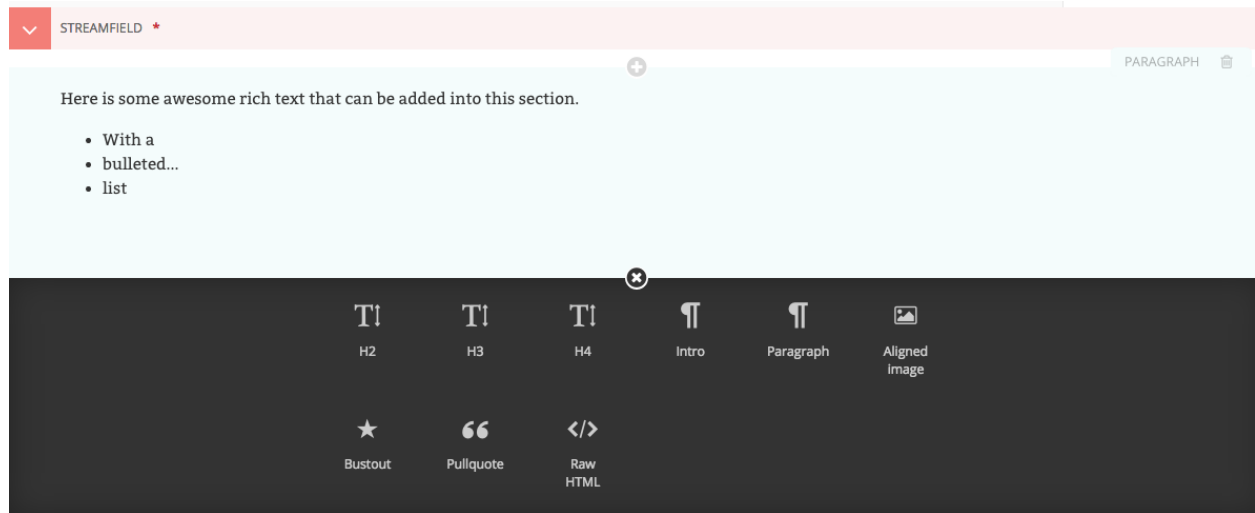 STREAMFIELD *
PARAGRAPH
Here is some awesome rich text that can be added into this section.
• With a
• bulleted...
• list
H2 H3 H4 Intro Paragraph Aligned
image
Bustout Pullquote Raw
HTML